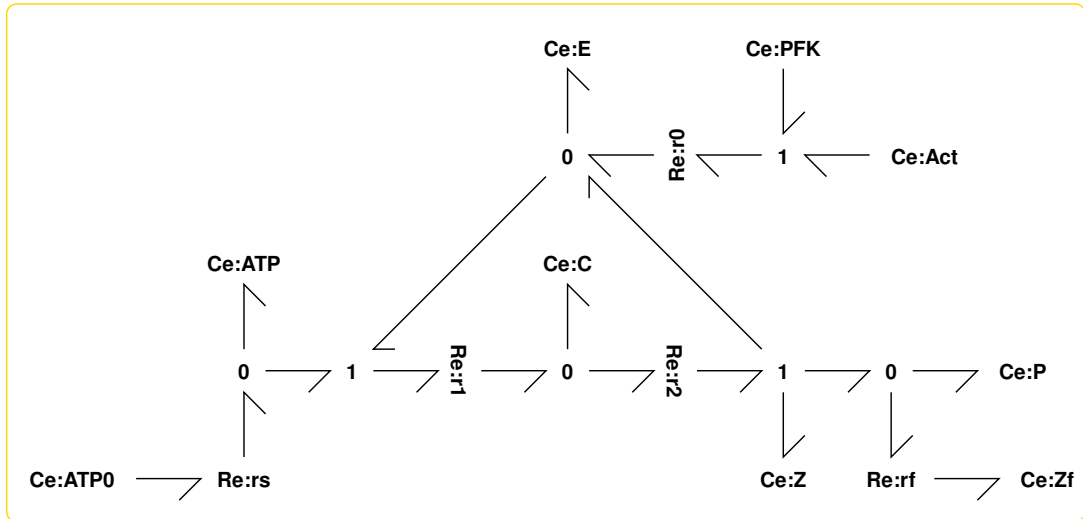 Ce:E Ce:PFK
0 Re:r0 1 Ce:Act
Ce:ATP Ce:C
0 1 Re:r1 0 Re:r2 1 0 Ce:P
Ce:ATP0 Re:rs Ce:Z Re:rf Ce:Zf